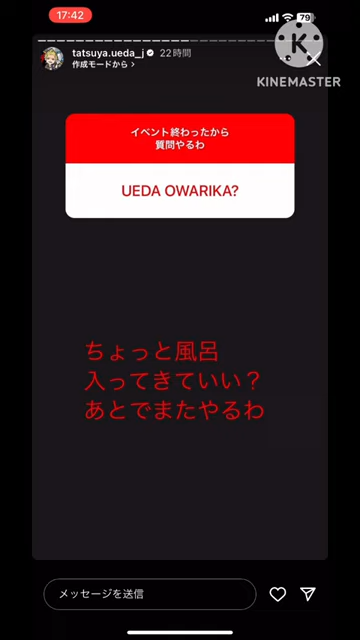 17:42
79
tatsuya.ueda_j 22時間
作成モードから >
KINEMASTER
イベント終わったから
質問やるわ
UEDA OWARIKA?
ちょっと風呂
入ってきていい？
あとでまたやるわ
メッセージを送信